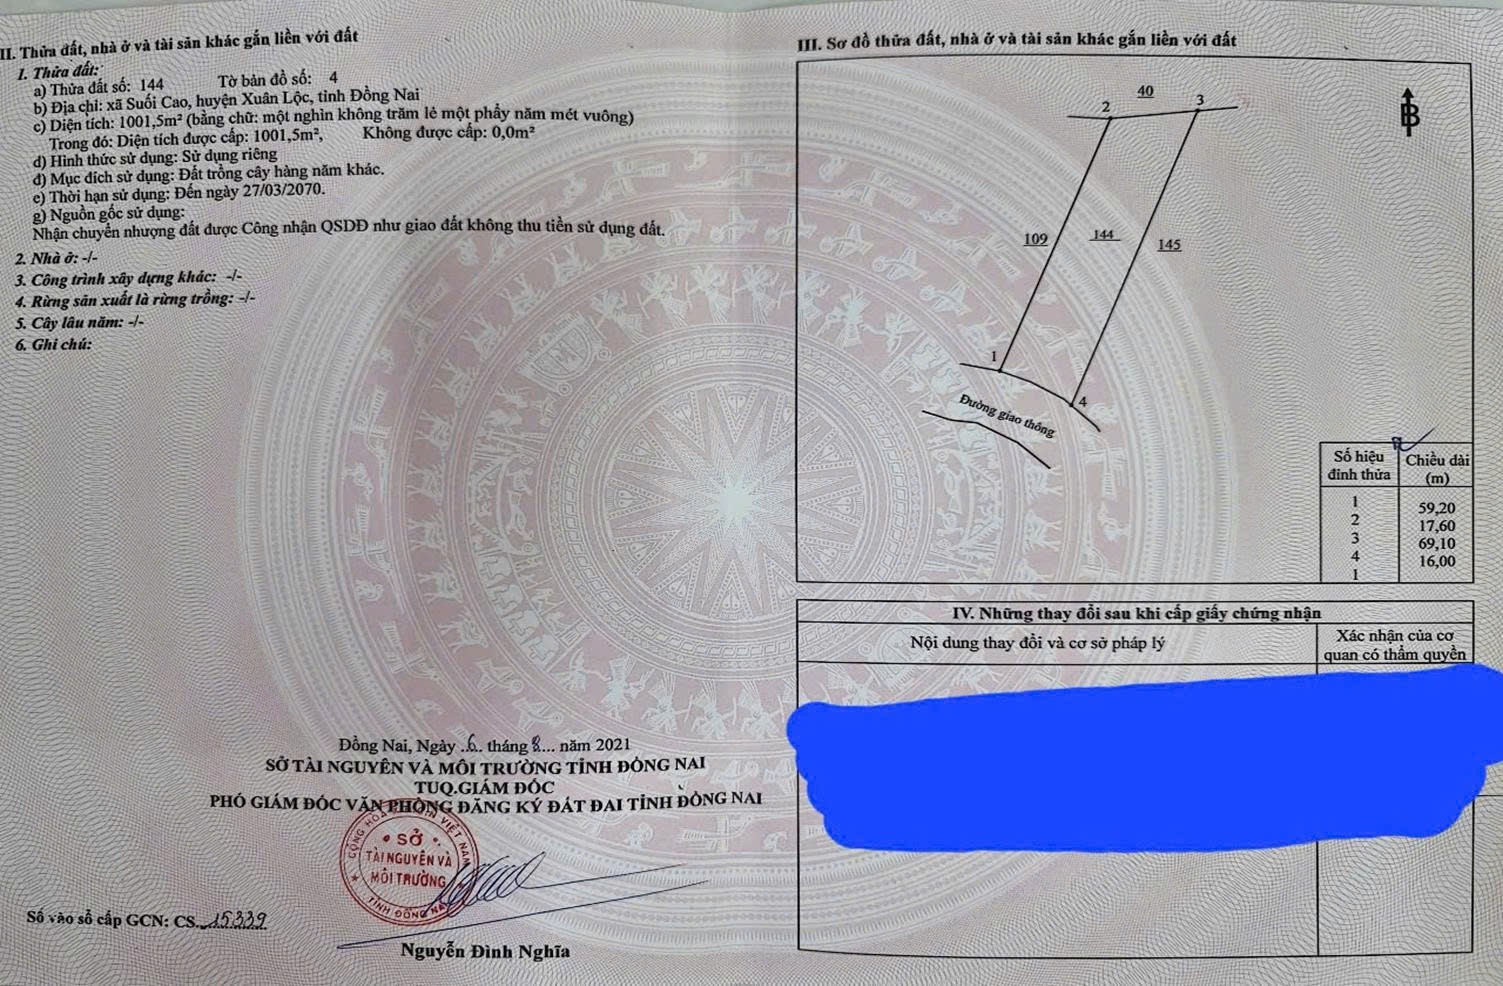 II. Thửa đất, nhà ở và tài sản khác gắn liền với đất
1. Thửa đất:
a) Thửa đất số: 144 Tờ bản đồ số: 4
b) Địa chỉ: xã Suối Cao, huyện Xuân Lộc, tỉnh Đồng Nai
c) Diện tích: 1001,5m² (bằng chữ: một nghìn không trăm lẻ một phẩy năm mét vuông)
Trong đó: Diện tích được cấp: 1001,5m², Không được cấp: 0,0m²
d) Hình thức sử dụng: Sử dụng riêng
đ) Mục đích sử dụng: Đất trồng cây hàng năm khác.
e) Thời hạn sử dụng: Đến ngày 27/03/2070.
g) Nguồn gốc sử dụng:
Nhận chuyển nhượng đất được Công nhận QSDĐ như giao đất không thu tiền sử dụng đất.
2. Nhà ở: -/-
3. Công trình xây dựng khác: -/-
4. Rừng sản xuất là rừng trồng: -/-
5. Cây lâu năm: -/-
6. Ghi chú:
Đồng Nai, Ngày ..6.. tháng 8... năm 2021
SỞ TÀI NGUYÊN VÀ MÔI TRƯỜNG TỈNH ĐỒNG NAI
TUQ.GIÁM ĐỐC
PHÓ GIÁM ĐỐC VĂN PHÒNG ĐĂNG KÝ ĐẤT ĐAI TỈNH ĐỒNG NAI
CỘNG HÒA VIỆT NAM
SỞ
TÀI NGUYÊN VÀ
MÔI TRƯỜNG
TỈNH ĐỒNG NAI
Nguyễn Đình Nghĩa
Số vào sổ cấp GCN: CS...15339
III. Sơ đồ thửa đất, nhà ở và tài sản khác gắn liền với đất
40
2
3
B
109
144
145
1
4
Đường giao thông
Số hiệu đỉnh thửa
Chiều dài (m)
1
59,20
2
17,60
3
69,10
4
16,00
1
IV. Những thay đổi sau khi cấp giấy chứng nhận
Nội dung thay đổi và cơ sở pháp lý
Xác nhận của cơ quan có thẩm quyền